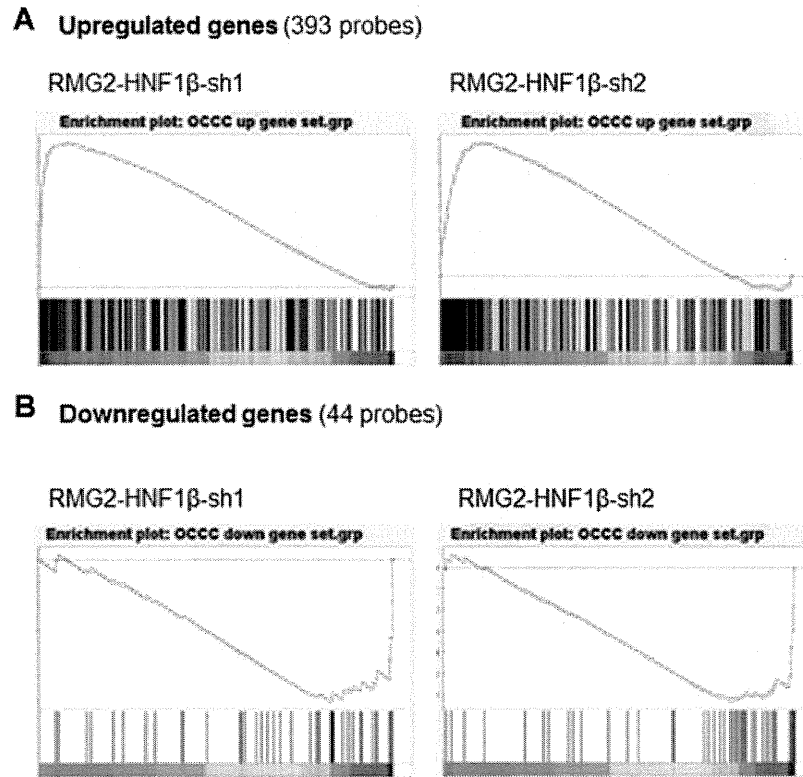 A Upregulated genes (393 probes)
RMG2-HNF1β-sh1
RMG2-HNF1β-sh2
Enrichment plot: OCCC up gene set.grp
Enrichment plot: OCCC up gene set.grp
B Downregulated genes (44 probes)
RMG2-HNF1β-sh1
RMG2-HNF1β-sh2
Enrichment plot: OCCC down gene set.grp
Enrichment plot: OCCC down gene set.grp